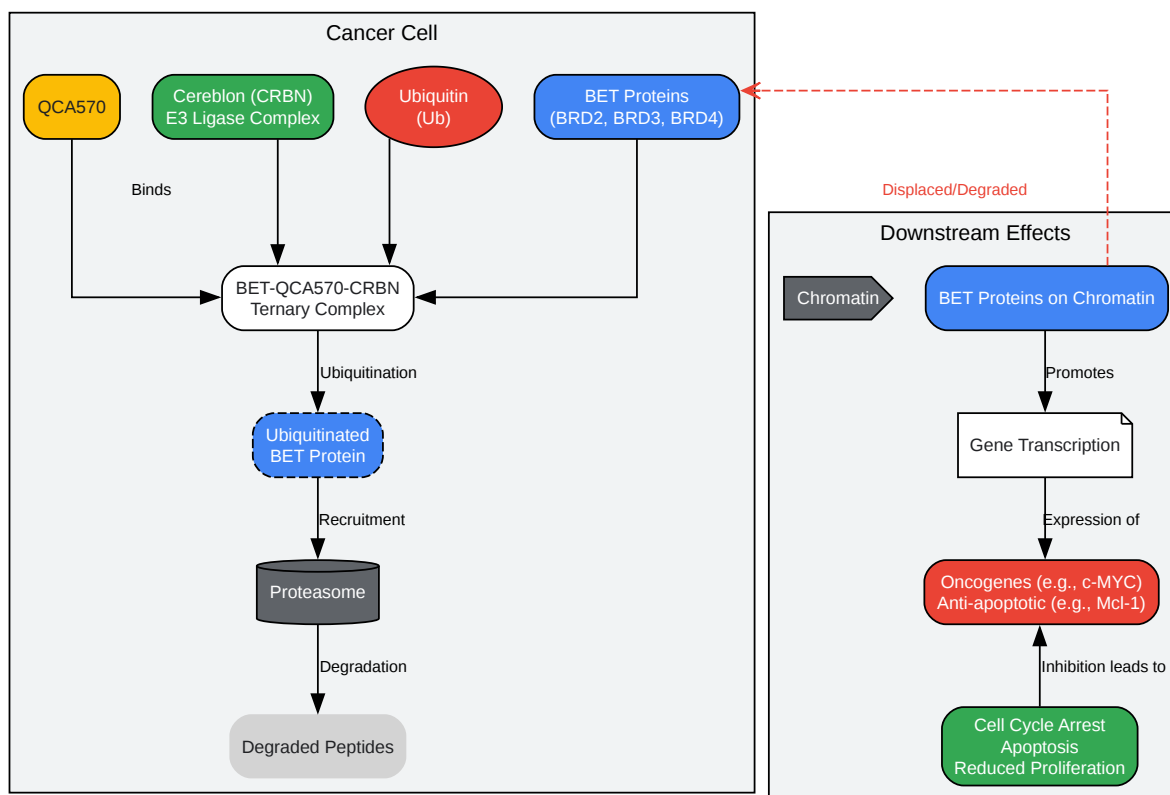 Cancer Cell
QCA570
Cereblon (CRBN)
E3 Ligase Complex
Ubiquitin
(Ub)
BET Proteins
(BRD2, BRD3, BRD4)
Binds
BET-QCA570-CRBN
Ternary Complex
Ubiquitination
Ubiquitinated
BET Protein
Recruitment
Proteasome
Degradation
Degraded Peptides
Displaced/Degraded
Downstream Effects
Chromatin
BET Proteins on Chromatin
Promotes
Gene Transcription
Expression of
Oncogenes (e.g., c-MYC)
Anti-apoptotic (e.g., Mcl-1)
Inhibition leads to
Cell Cycle Arrest
Apoptosis
Reduced Proliferation